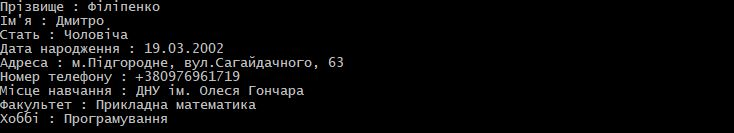 Прізвище : Філіпенко
Ім'я : Дмитро
Стать : Чоловіча
Дата народження : 19.03.2002
Адреса : м.Підгородне, вул.Сагайдачного, 63
Номер телефону : +380976961719
Місце навчання : ДНУ ім. Олеся Гончара
Факультет : Прикладна математика
Хоббі : Програмування